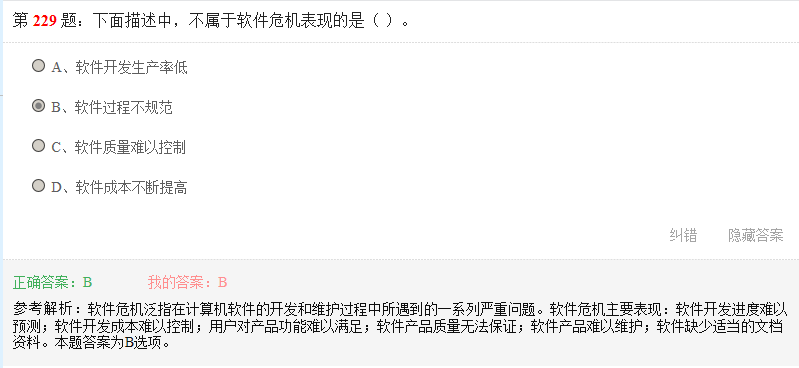 第 229 题：下面描述中，不属于软件危机表现的是（ ）。
A、软件开发生产率低
B、软件过程不规范
C、软件质量难以控制
D、软件成本不断提高
纠错 隐藏答案
正确答案：B 我的答案：B
参考解析：软件危机泛指在计算机软件的开发和维护过程中所遇到的一系列严重问题。软件危机主要表现：软件开发进度难以
预测；软件开发成本难以控制；用户对产品功能难以满足；软件产品质量无法保证；软件产品难以维护；软件缺少适当的文档
资料。本题答案为B选项。